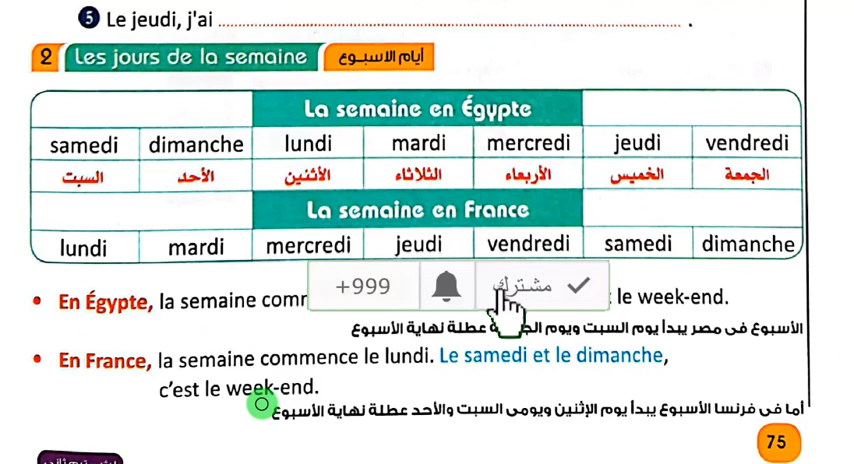 5 Le jeudi, j'ai .
2 Les jours de la semaine أيام الاسبوع
La semaine en Égypte
samedi dimanche lundi mardi mercredi jeudi vendredi
السبت الأحد الأثنين الثلاثاء الأربعاء الخميس الجمعة
La semaine en France
lundi mardi mercredi jeudi vendredi samedi dimanche
+999 مشترك
• En Égypte, la semaine le week-end.
الأسبوع فى مصر يبدأ يوم السبت ويوم عطلة نهاية الأسبوع
• En France, la semaine commence le lundi. Le samedi et le dimanche,
c'est le week-end.
أما فى فرنسا الأسبوع يبدأ يوم الإثنين ويومى السبت والأحد عطلة نهاية الأسبوع
75